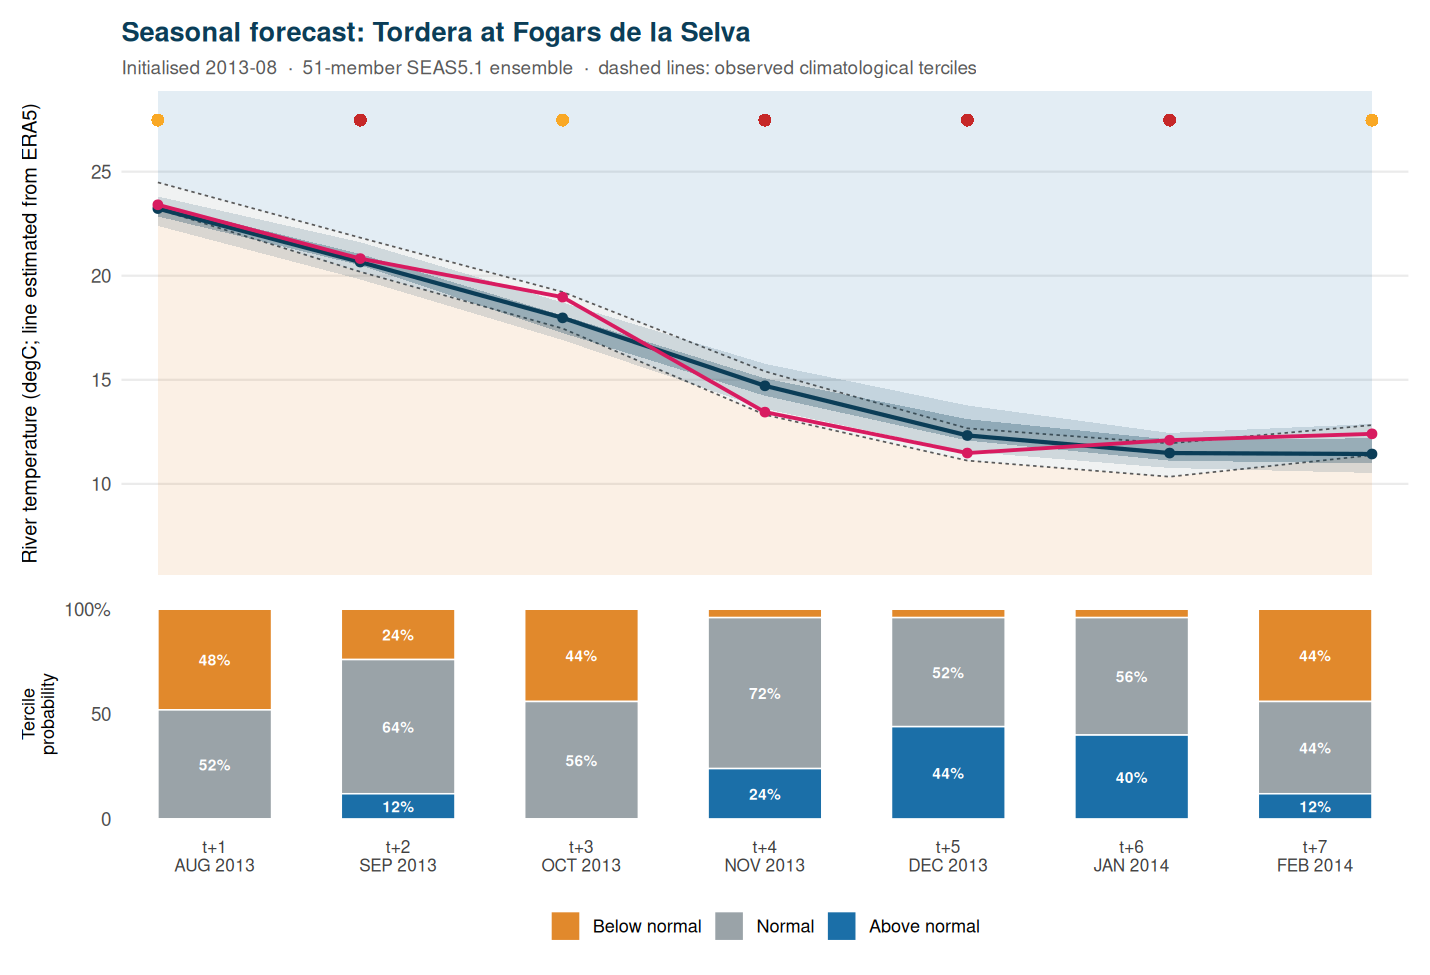 Seasonal forecast: Tordera at Fogars de la Selva
Initialised 2013-08 · 51-member SEAS5.1 ensemble · dashed lines: observed climatological terciles
River temperature (degC; line estimated from ERA5)
25
20
15
10
Tercile
probability
100%
50
0
48%
52%
24%
64%
12%
44%
56%
72%
24%
52%
44%
56%
40%
44%
44%
12%
t+1
AUG 2013
t+2
SEP 2013
t+3
OCT 2013
t+4
NOV 2013
t+5
DEC 2013
t+6
JAN 2014
t+7
FEB 2014
Below normal
Normal
Above normal